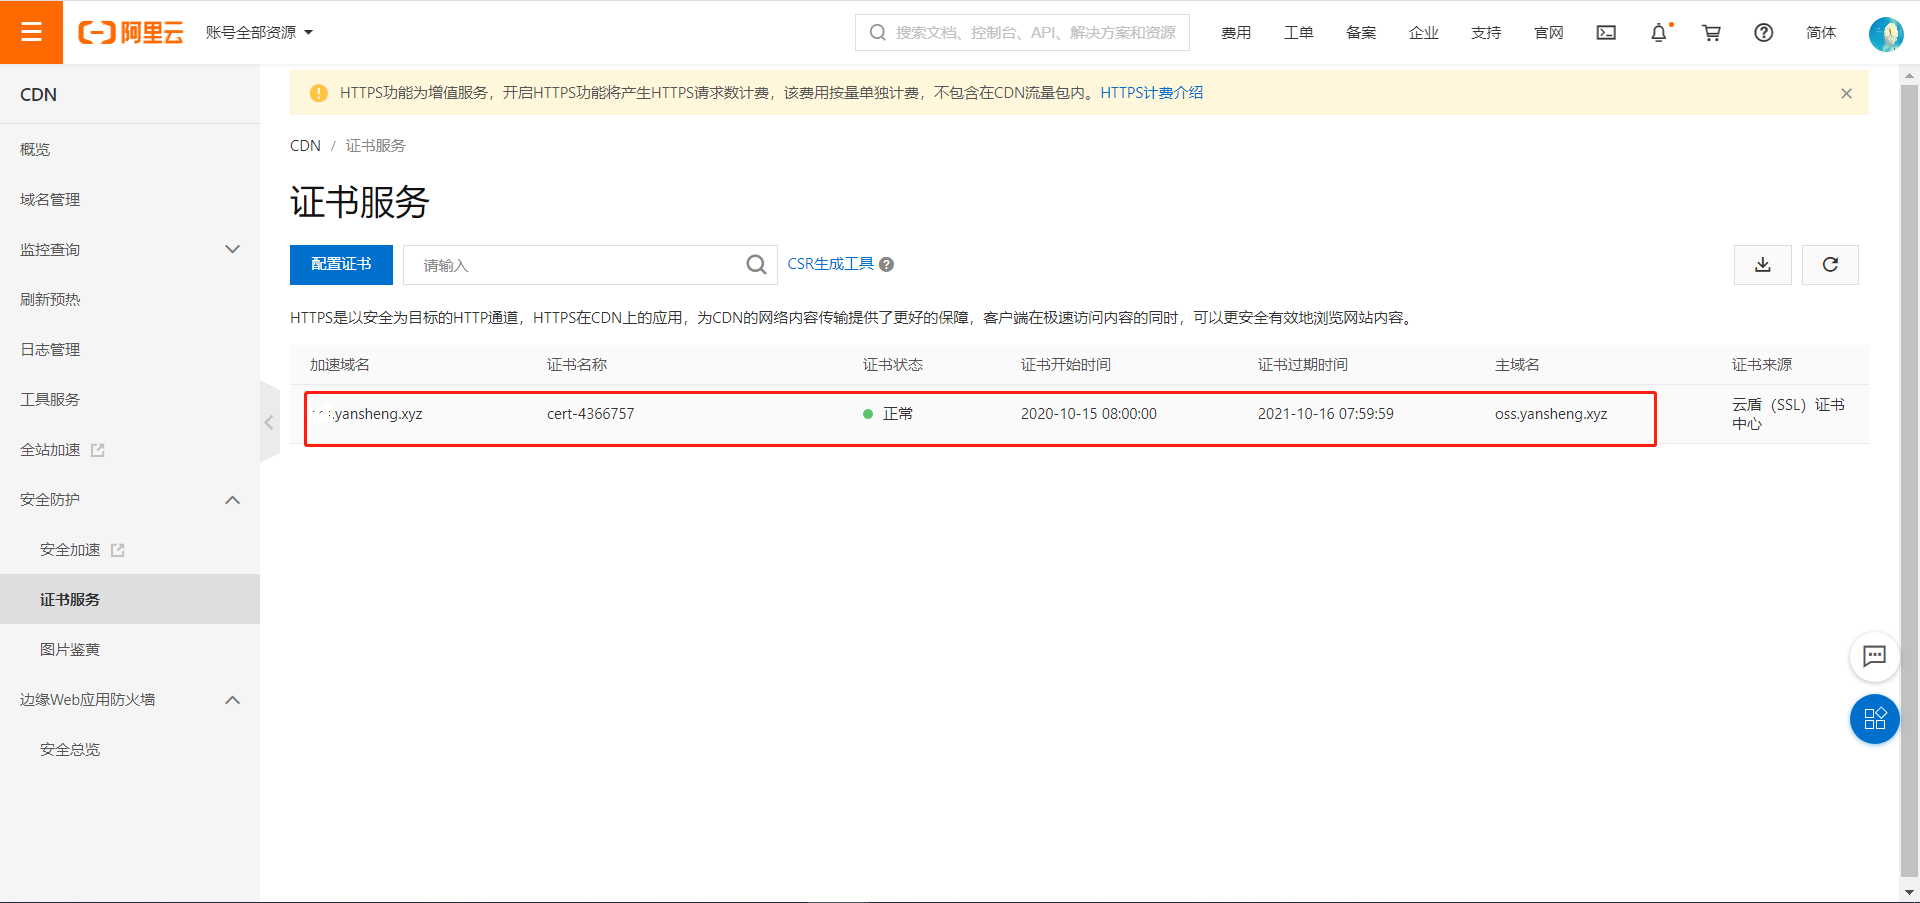 阿里云
账号全部资源
搜索文档、控制台、API、解决方案和资源
费用
工单
备案
企业
支持
官网
简体
CDN
概览
域名管理
监控查询
刷新预热
日志管理
工具服务
全站加速
安全防护
安全加速
证书服务
图片鉴黄
边缘Web应用防火墙
安全总览
HTTPS功能为增值服务，开启HTTPS功能将产生HTTPS请求数计费，该费用按量单独计费，不包含在CDN流量包内。HTTPS计费介绍
CDN / 证书服务
证书服务
配置证书
请输入
CSR生成工具
HTTPS是以安全为目标的HTTP通道，HTTPS在CDN上的应用，为CDN的网络内容传输提供了更好的保障，客户端在极速访问内容的同时，可以更安全有效地浏览网站内容。
加速域名 证书名称 证书状态 证书开始时间 证书过期时间 主域名 证书来源
.yansheng.xyz cert-4366757 正常 2020-10-15 08:00:00 2021-10-16 07:59:59 oss.yansheng.xyz 云盾（SSL）证书
中心